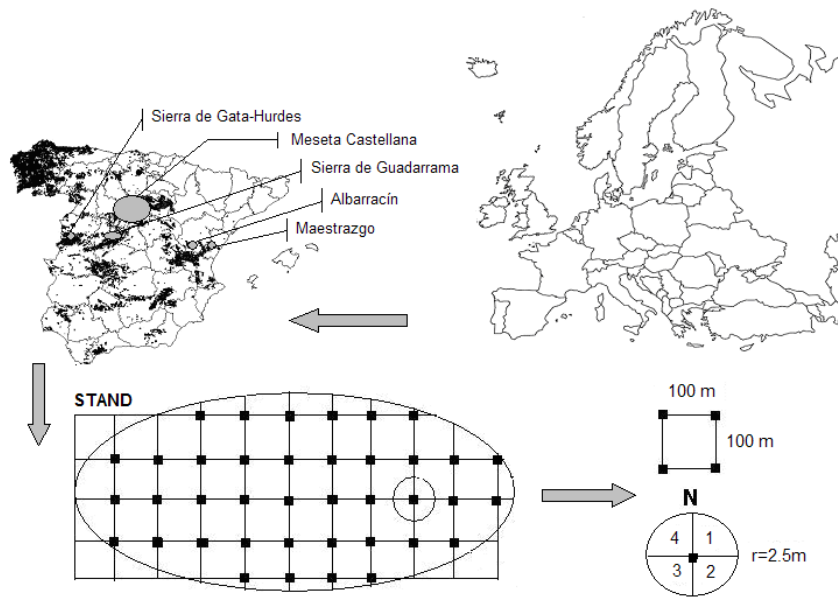 Sierra de Gata-Hurdes
Meseta Castellana
Sierra de Guadarrama
Albarracín
Maestrazgo
STAND
100 m
100 m
N
4 1
3 2
r=2.5m